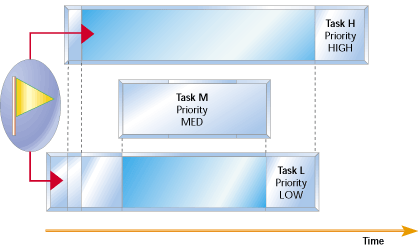 Task H
Priority
HIGH
Task M
Priority
MED
Task L
Priority
LOW
Time